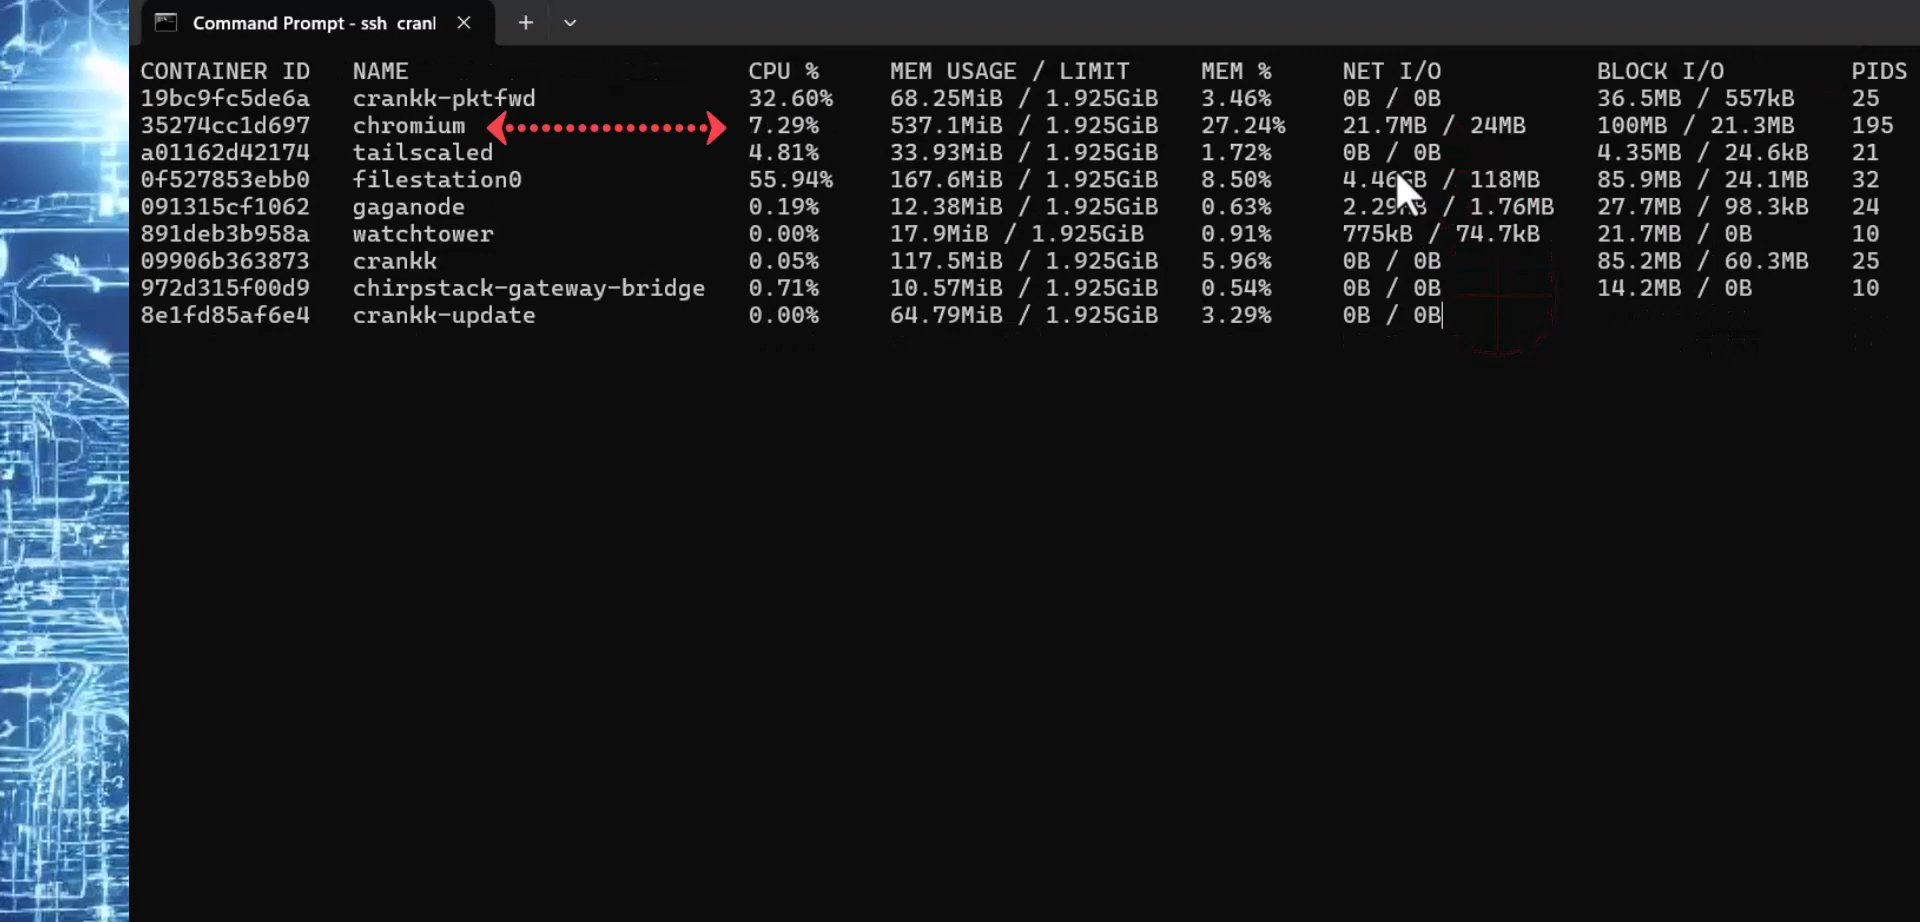 Command Prompt - ssh cranl
CONTAINER ID NAME CPU % MEM USAGE / LIMIT MEM % NET I/O BLOCK I/O PIDS
19bc9fc5de6a crankk-pktfwd 32.60% 68.25MiB / 1.925GiB 3.46% 0B / 0B 36.5MB / 557kB 25
35274cc1d697 chromium 7.29% 537.1MiB / 1.925GiB 27.24% 21.7MB / 24MB 100MB / 21.3MB 195
a01162d42174 tailscaled 4.81% 33.93MiB / 1.925GiB 1.72% 0B / 0B 4.35MB / 24.6kB 21
0f527853ebb0 filestation0 55.94% 167.6MiB / 1.925GiB 8.50% / 118MB 85.9MB / 24.1MB 32
091315cf1062 gaganode 0.19% 12.38MiB / 1.925GiB 0.63% / 1.76MB 27.7MB / 98.3kB 24
891deb3b958a watchtower 0.00% 17.9MiB / 1.925GiB 0.91% 775kB / 74.7kB 21.7MB / 0B 10
09906b363873 crankk 0.05% 117.5MiB / 1.925GiB 5.96% 0B / 0B 85.2MB / 60.3MB 25
972d315f00d9 chirpstack-gateway-bridge 0.71% 10.57MiB / 1.925GiB 0.54% 0B / 0B 14.2MB / 0B 10
8e1fd85af6e4 crankk-update 0.00% 64.79MiB / 1.925GiB 3.29% 0B / 0B